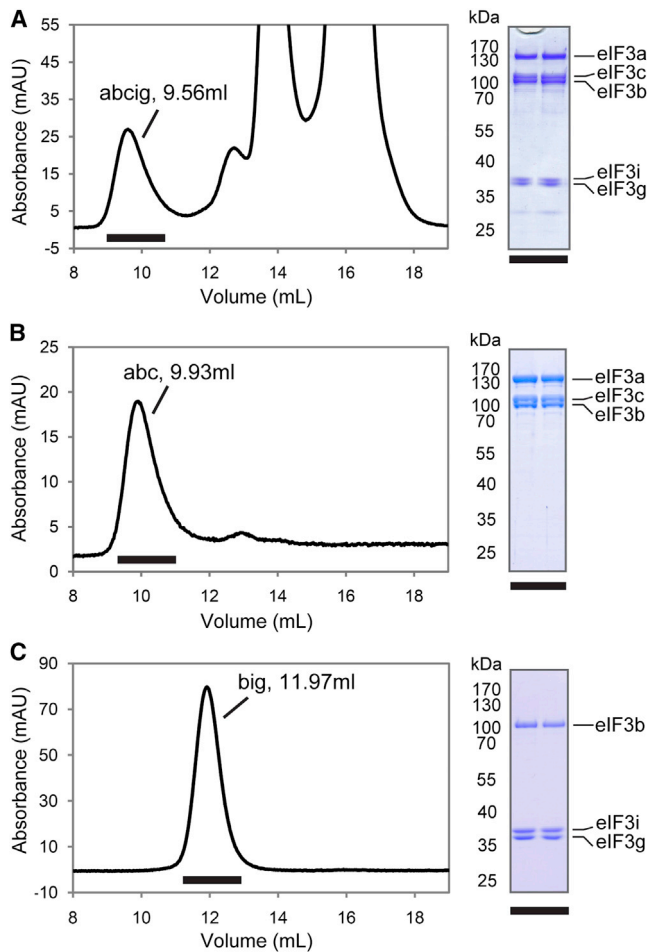 A
55
45
35
25
15
5
-5
Absorbance (mAU)
abcig, 9.56ml
8 10 12 14 16 18
Volume (mL)
kDa
170
130
100
70
55
40
35
25
eIF3a
eIF3c
eIF3b
eIF3i
eIF3g
B
25
20
15
10
5
0
Absorbance (mAU)
abc, 9.93ml
8 10 12 14 16 18
Volume (mL)
kDa
170
130
100
70
55
40
35
25
eIF3a
eIF3c
eIF3b
C
90
70
50
30
10
-10
Absorbance (mAU)
big, 11.97ml
8 10 12 14 16 18
Volume (mL)
kDa
170
130
100
70
55
40
35
25
eIF3b
eIF3i
eIF3g